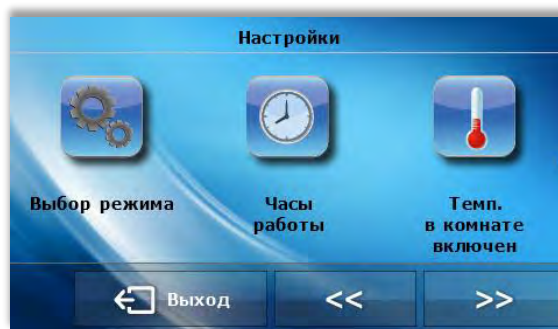 Настройки
Выбор режима
Часы
работы
Темп.
в комнате
включен
Выход
<<
>>